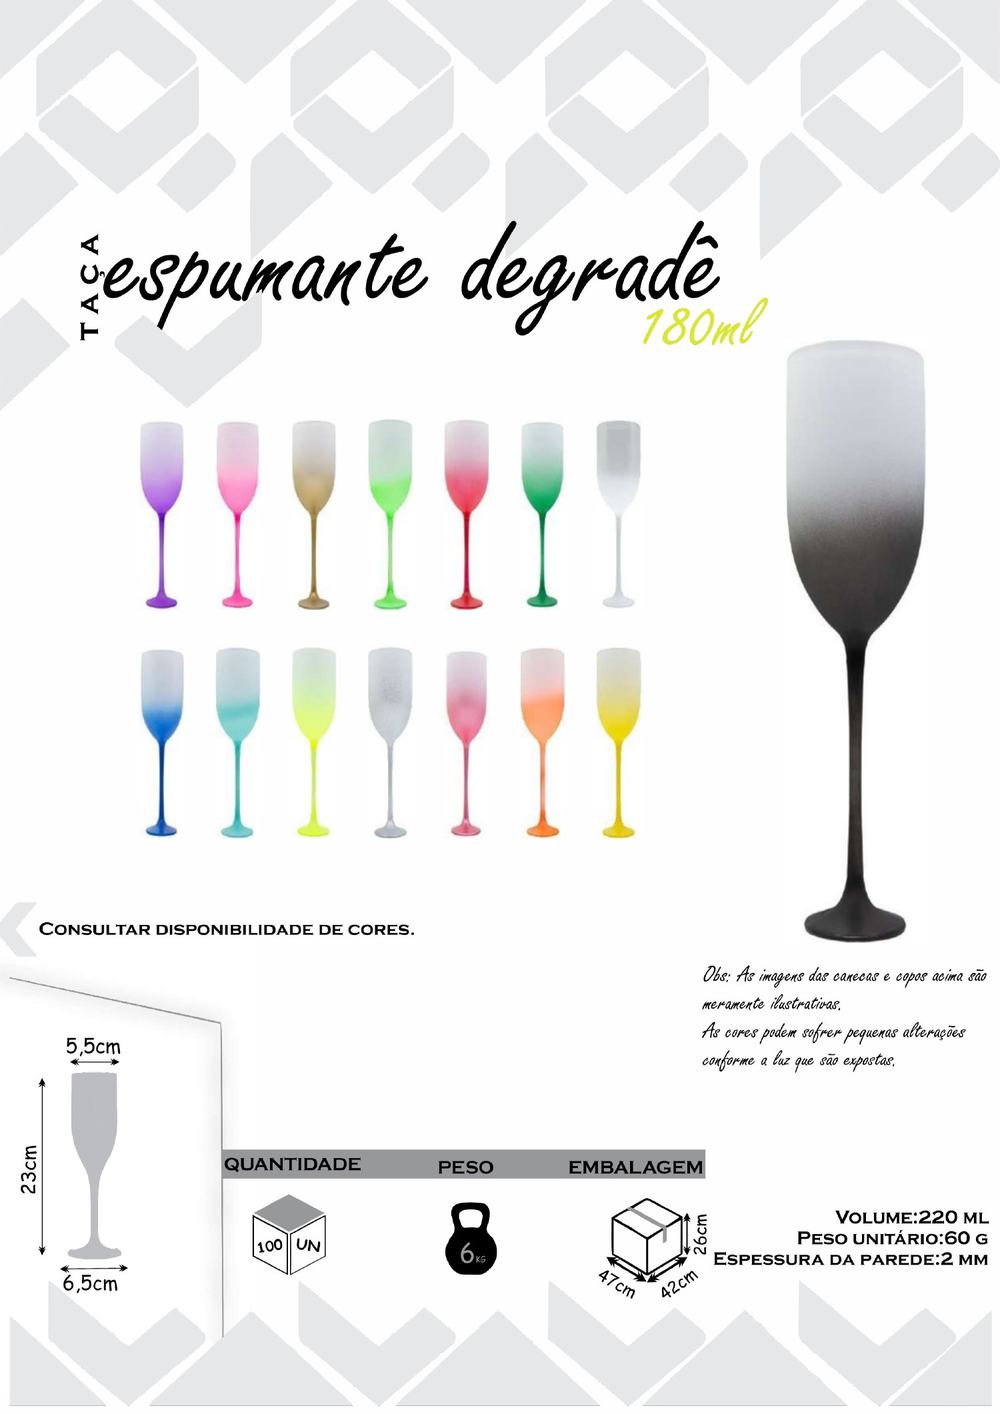 TAÇA
espumante degradê
180ml
CONSULTAR DISPONIBILIDADE DE CORES.
Obs: As imagens das canecas e copos acima são
meramente ilustrativas.
As cores podem sofrer pequenas alterações
conforme a luz que são expostas.
5,5cm
23cm
6,5cm
QUANTIDADE PESO EMBALAGEM
100 UN
6 KG
26cm
47cm
42cm
VOLUME:220 ML
PESO UNITÁRIO:60 G
ESPESSURA DA PAREDE:2 MM